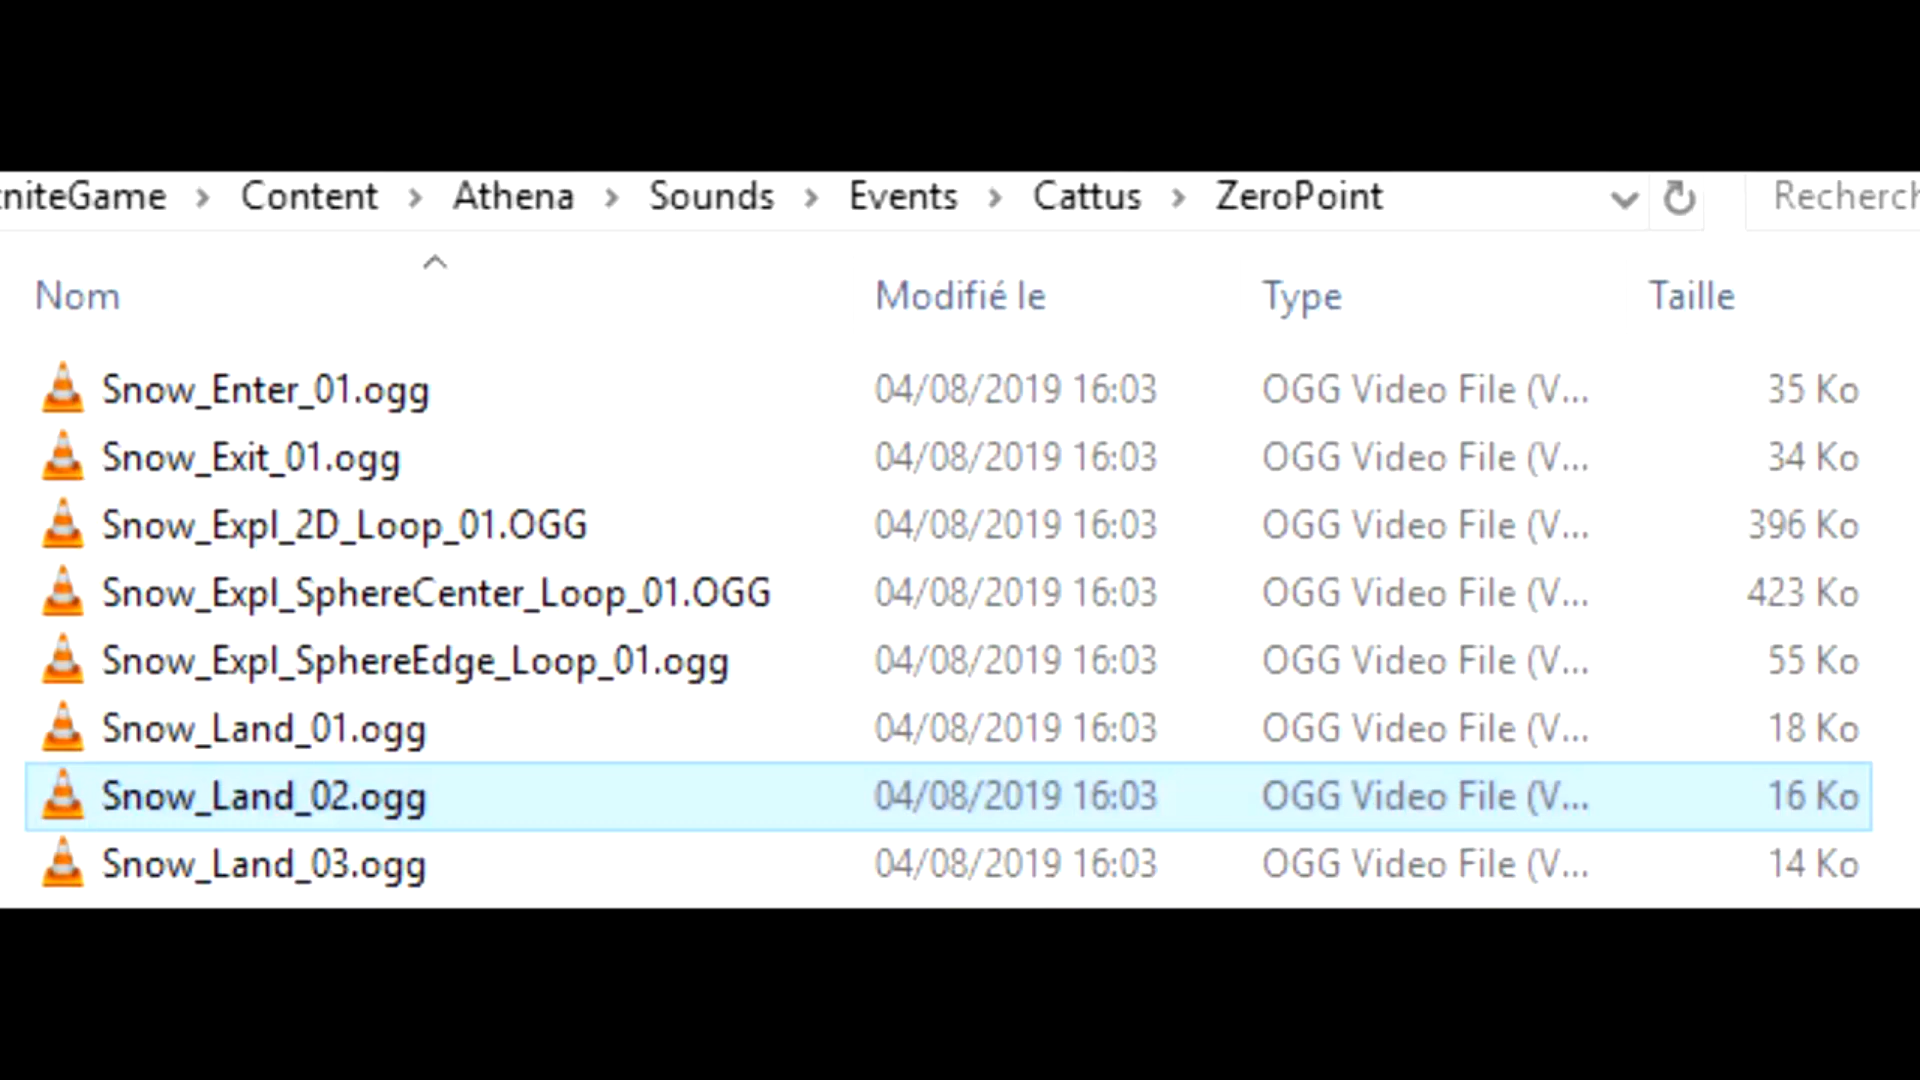 niteGame > Content > Athena > Sounds > Events > Cattus > ZeroPoint Recherch
Nom Modifié le Type Taille
Snow_Enter_01.ogg 04/08/2019 16:03 OGG Video File (V... 35 Ko
Snow_Exit_01.ogg 04/08/2019 16:03 OGG Video File (V... 34 Ko
Snow_Expl_2D_Loop_01.OGG 04/08/2019 16:03 OGG Video File (V... 396 Ko
Snow_Expl_SphereCenter_Loop_01.OGG 04/08/2019 16:03 OGG Video File (V... 423 Ko
Snow_Expl_SphereEdge_Loop_01.ogg 04/08/2019 16:03 OGG Video File (V... 55 Ko
Snow_Land_01.ogg 04/08/2019 16:03 OGG Video File (V... 18 Ko
Snow_Land_02.ogg 04/08/2019 16:03 OGG Video File (V... 16 Ko
Snow_Land_03.ogg 04/08/2019 16:03 OGG Video File (V... 14 Ko